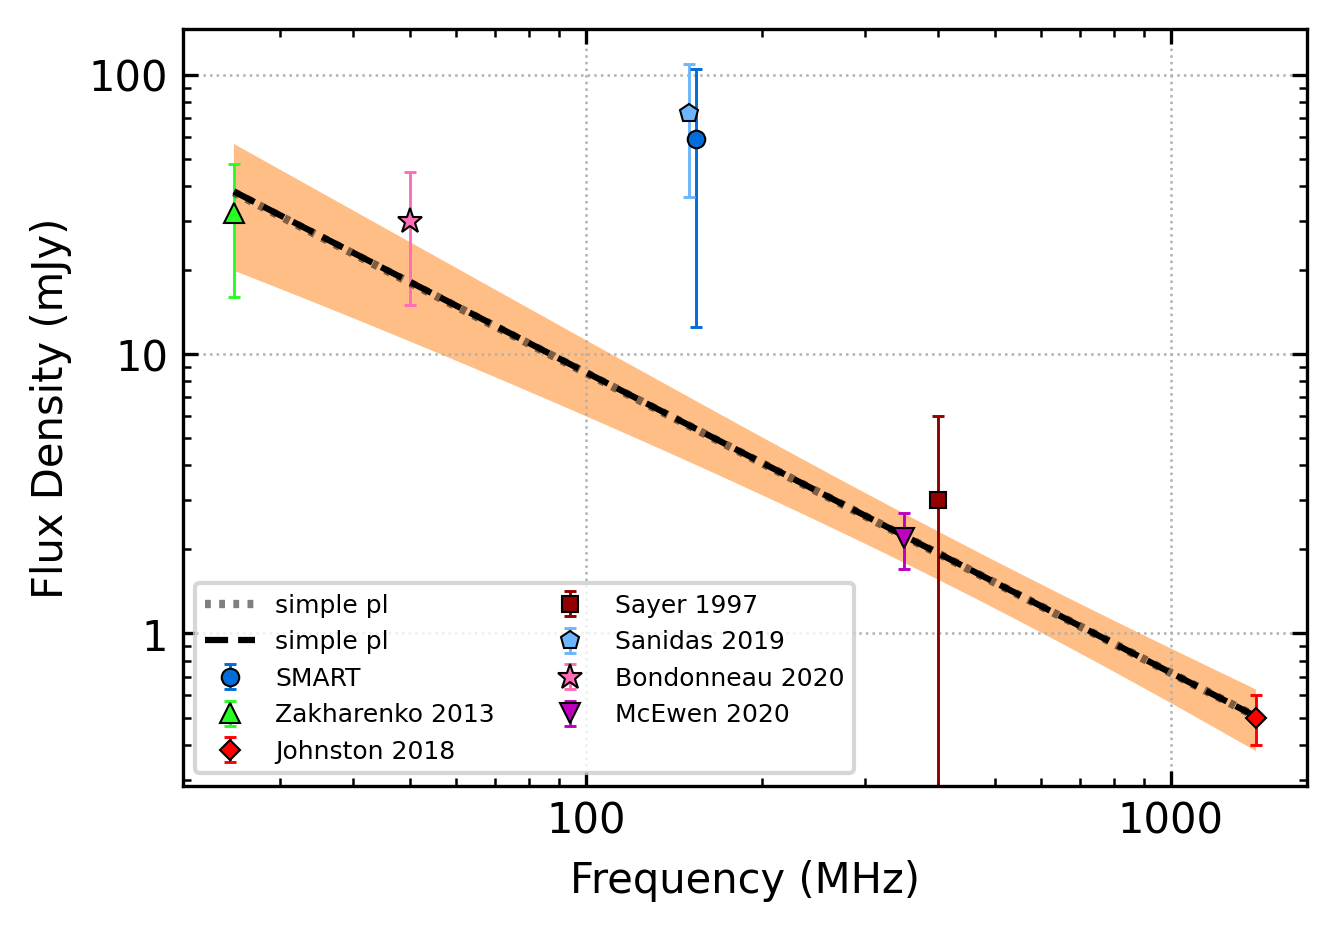 100
10
1
Flux Density (mJy)
simple pl
simple pl
SMART
Zakharenko 2013
Johnston 2018
Sayer 1997
Sanidas 2019
Bondonneau 2020
McEwen 2020
100 1000
Frequency (MHz)